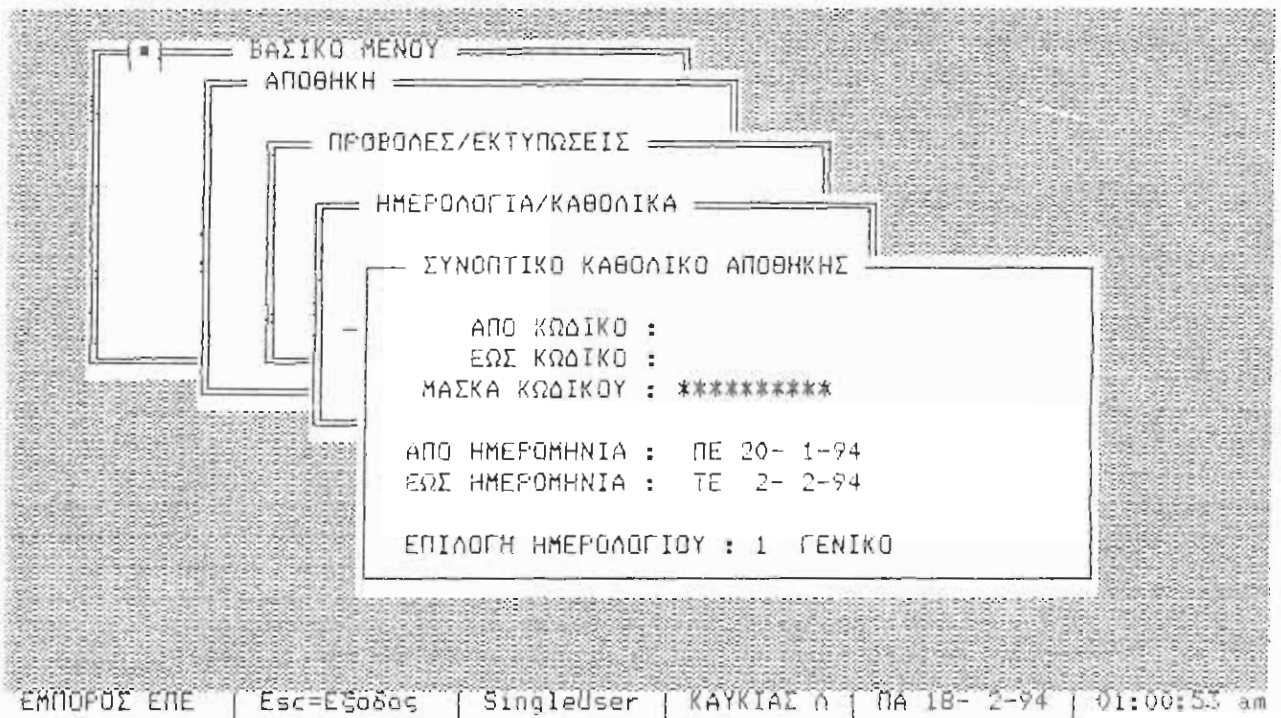 ΒΑΣΙΚΟ ΜΕΝΟΥ
ΑΠΟΘΗΚΗ
ΠΡΟΒΟΛΕΣ/ΕΚΤΥΠΩΣΕΙΣ
ΗΜΕΡΟΛΟΓΙΑ/ΚΑΘΟΛΙΚΑ
ΣΥΝΟΠΤΙΚΟ ΚΑΘΟΛΙΚΟ ΑΠΟΘΗΚΗΣ
ΑΠΟ ΚΩΔΙΚΟ :
ΕΩΣ ΚΩΔΙΚΟ :
ΜΑΣΚΑ ΚΩΔΙΚΟΥ : **********
ΑΠΟ ΗΜΕΡΟΜΗΝΙΑ : ΠΕ 20- 1-94
ΕΩΣ ΗΜΕΡΟΜΗΝΙΑ : ΤΕ 2- 2-94
ΕΠΙΛΟΓΗ ΗΜΕΡΟΛΟΓΙΟΥ : 1 ΓΕΝΙΚΟ
ΕΜΠΟΡΟΣ ΕΠΕ | Esc=Εξοδος | SingleUser | ΚΑΥΚΙΑΣ Λ | ΠΑ 18- 2-94 | 01:00:53 am